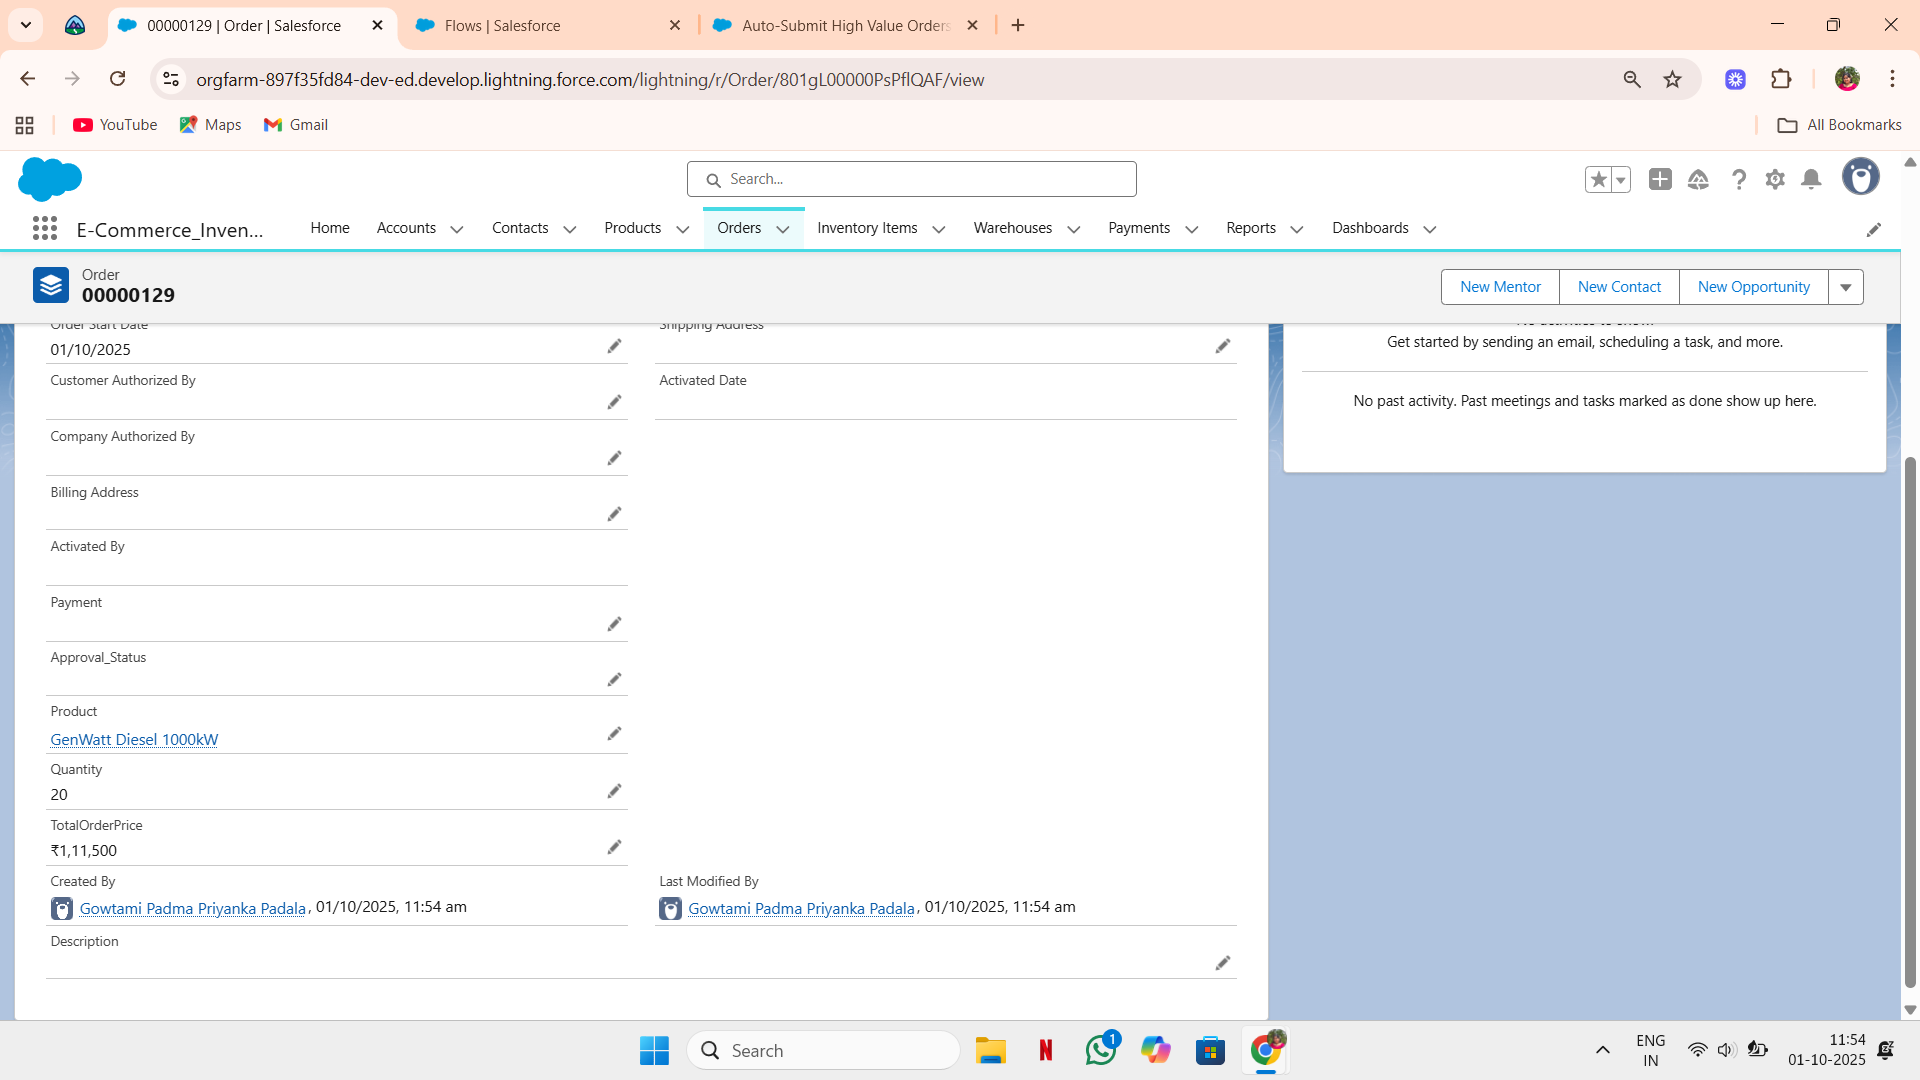 00000129 | Order | Salesforce
Flows | Salesforce
Auto-Submit High Value Orders
orgfarm-897f35fd84-dev-ed.develop.lightning.force.com/lightning/r/Order/801gL00000PsPflQAF/view
YouTube
Maps
Gmail
All Bookmarks
Search...
E-Commerce_Inven...
Home
Accounts
Contacts
Products
Orders
Inventory Items
Warehouses
Payments
Reports
Dashboards
Order
00000129
New Mentor
New Contact
New Opportunity
Order Start Date
01/10/2025
Shipping Address
Customer Authorized By
Activated Date
Company Authorized By
Billing Address
Activated By
Payment
Approval_Status
Product
GenWatt Diesel 1000kW
Quantity
20
TotalOrderPrice
₹1,11,500
Created By
Gowtami Padma Priyanka Padala, 01/10/2025, 11:54 am
Last Modified By
Gowtami Padma Priyanka Padala, 01/10/2025, 11:54 am
Description
No activities to show.
Get started by sending an email, scheduling a task, and more.
No past activity. Past meetings and tasks marked as done show up here.
Search
N
1
ENG
IN
11:54
01-10-2025